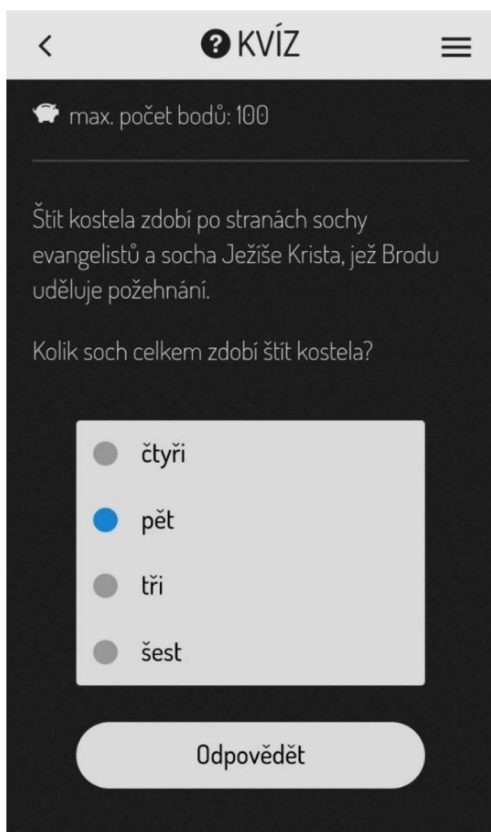 KVÍZ
max. počet bodů: 100
Štít kostela zdobí po stranách sochy
evangelistů a socha Ježíše Krista, jež Brodu
uděluje požehnání.
Kolik soch celkem zdobí štít kostela?
čtyři
pět
tři
šest
Odpovědět